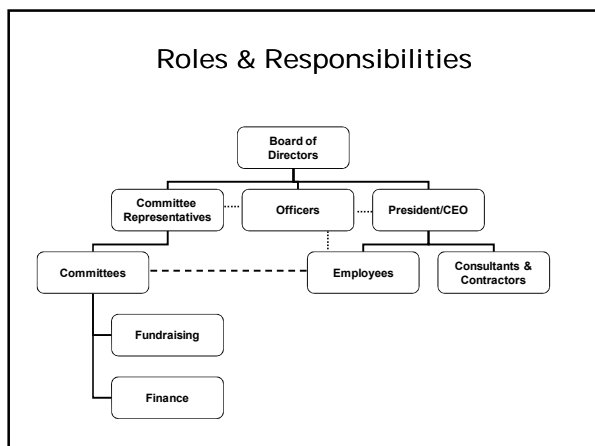 Roles & Responsibilities
Board of
Directors
Committee
Representatives
Officers
President/CEO
Committees
Employees
Consultants &
Contractors
Fundraising
Finance